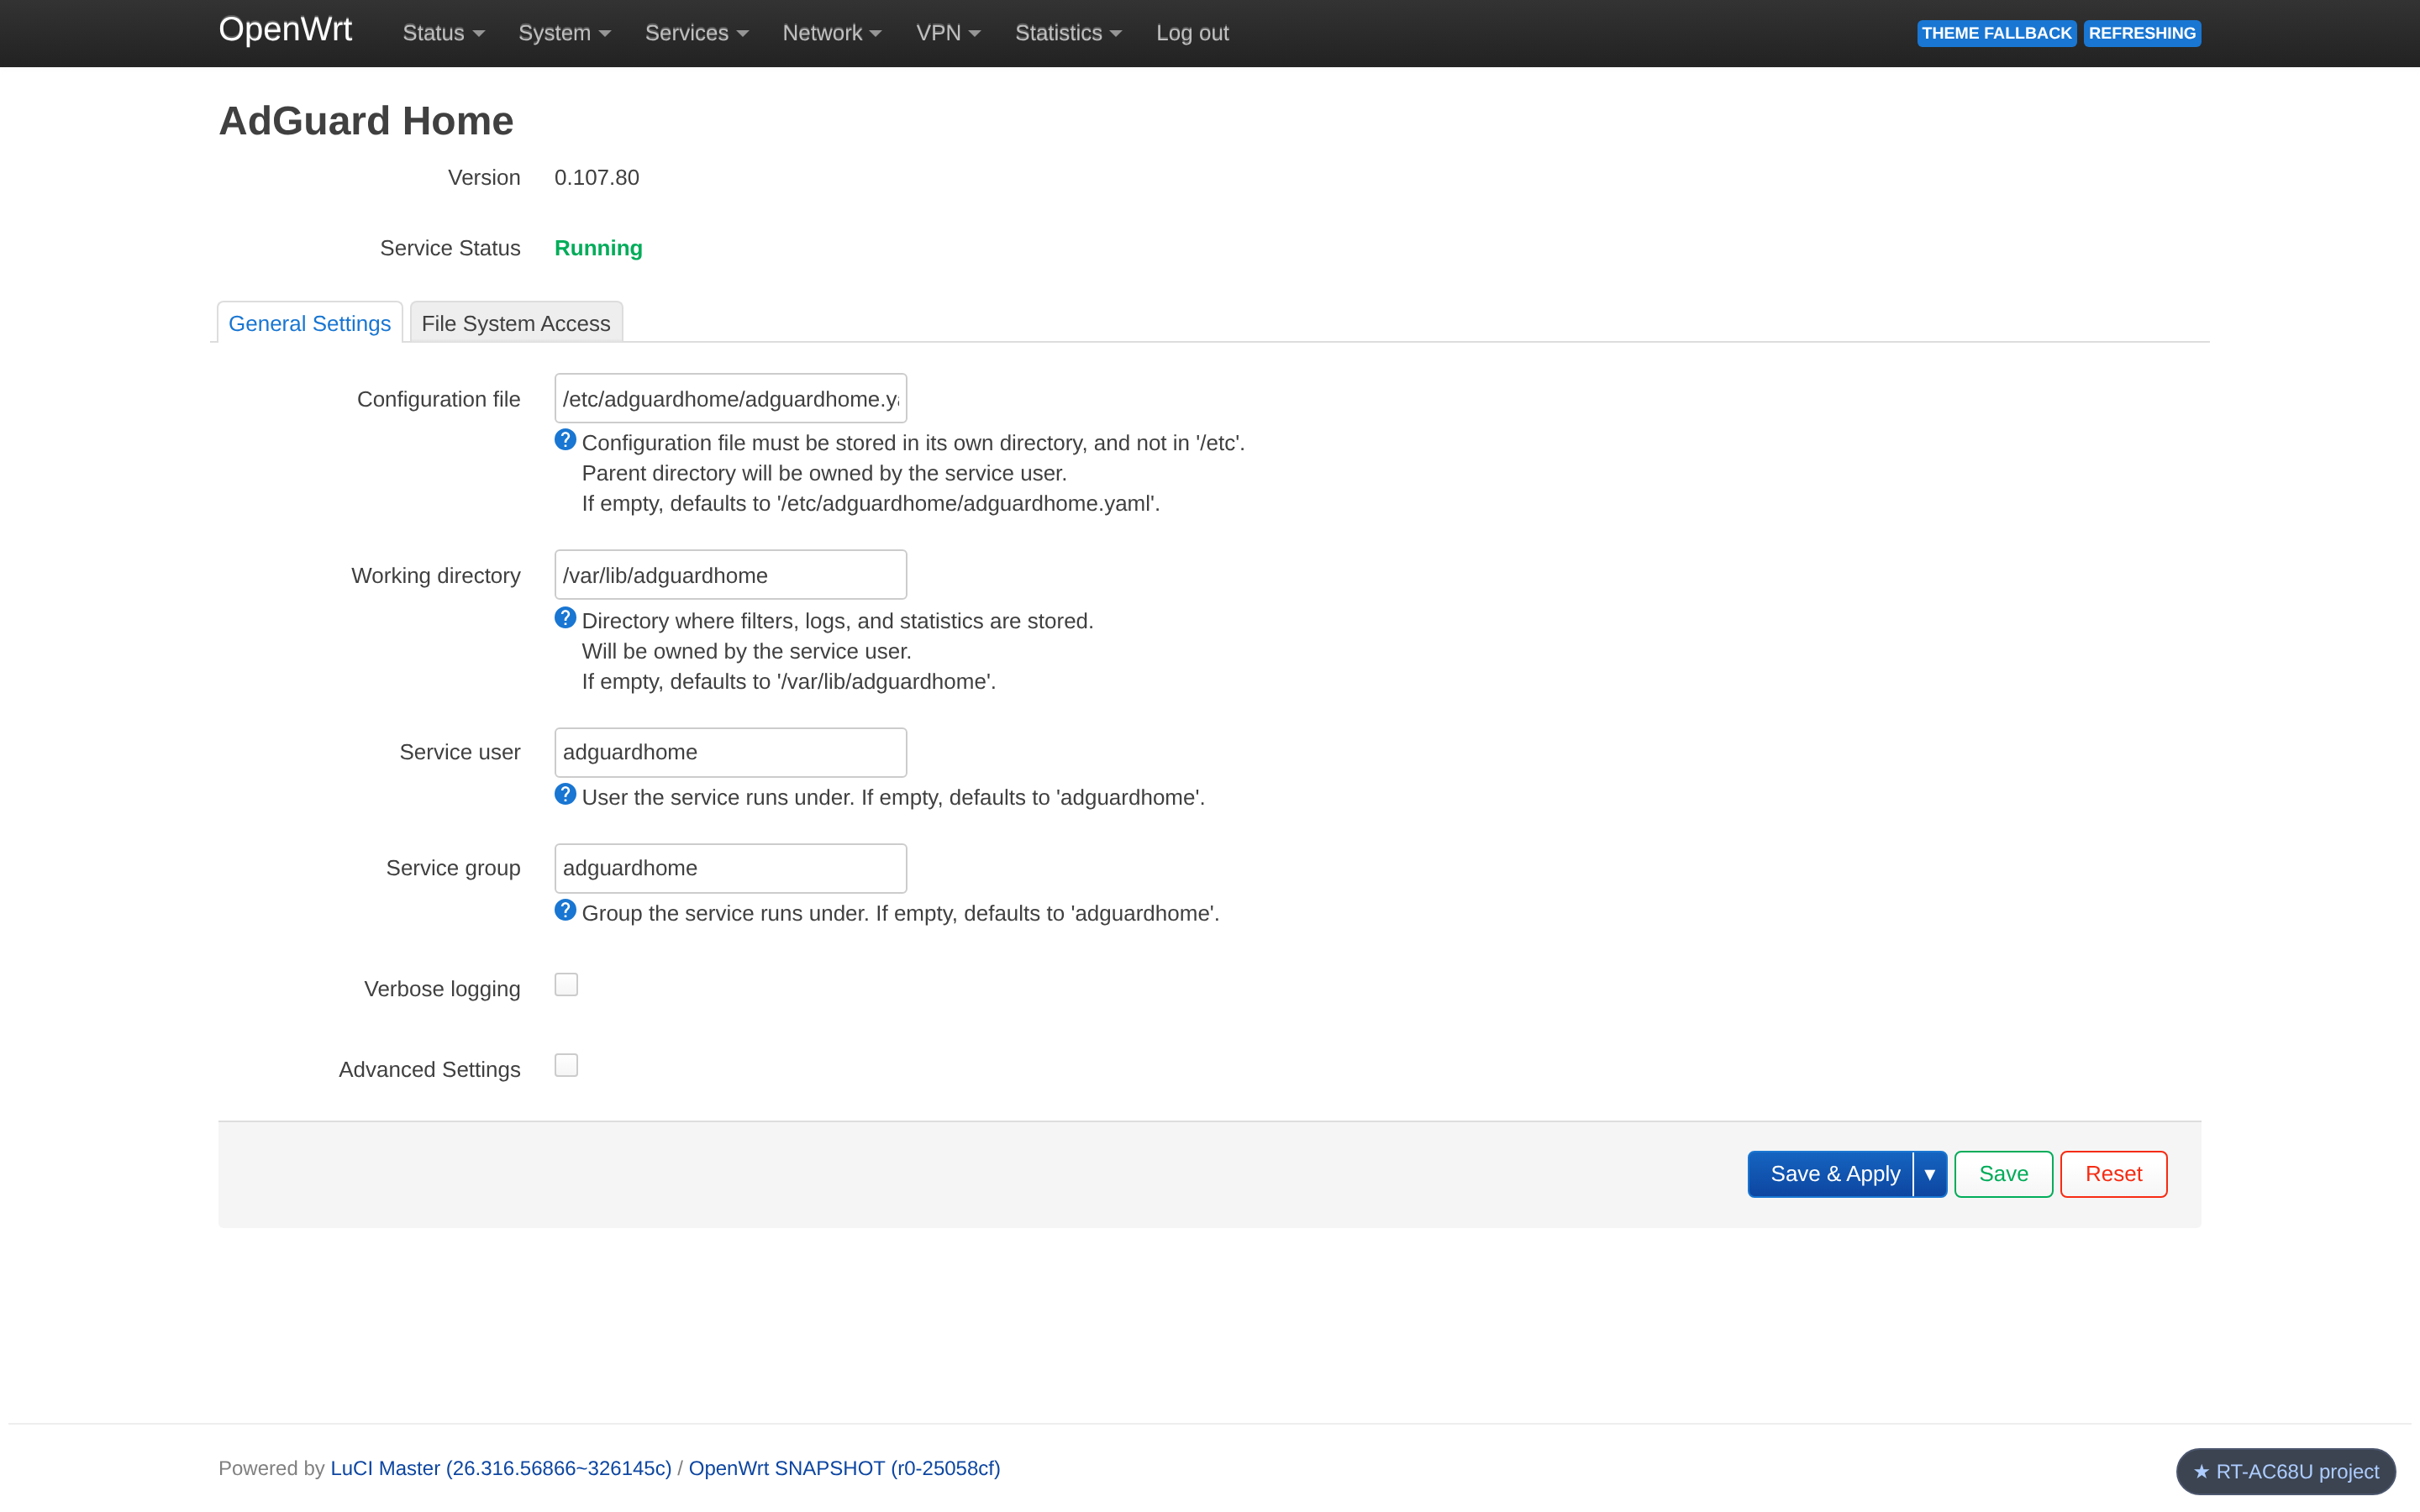 OpenWrt Status System Services Network VPN Statistics Log out THEME FALLBACK REFRESHING
AdGuard Home
Version 0.107.80
Service Status Running
General Settings File System Access
Configuration file /etc/adguardhome/adguardhome.ya
Configuration file must be stored in its own directory, and not in '/etc'.
Parent directory will be owned by the service user.
If empty, defaults to '/etc/adguardhome/adguardhome.yaml'.
Working directory /var/lib/adguardhome
Directory where filters, logs, and statistics are stored.
Will be owned by the service user.
If empty, defaults to '/var/lib/adguardhome'.
Service user adguardhome
User the service runs under. If empty, defaults to 'adguardhome'.
Service group adguardhome
Group the service runs under. If empty, defaults to 'adguardhome'.
Verbose logging
Advanced Settings
Save & Apply ▼ Save Reset
Powered by LuCI Master (26.316.56866~326145c) / OpenWrt SNAPSHOT (r0-25058cf)
★ RT-AC68U project